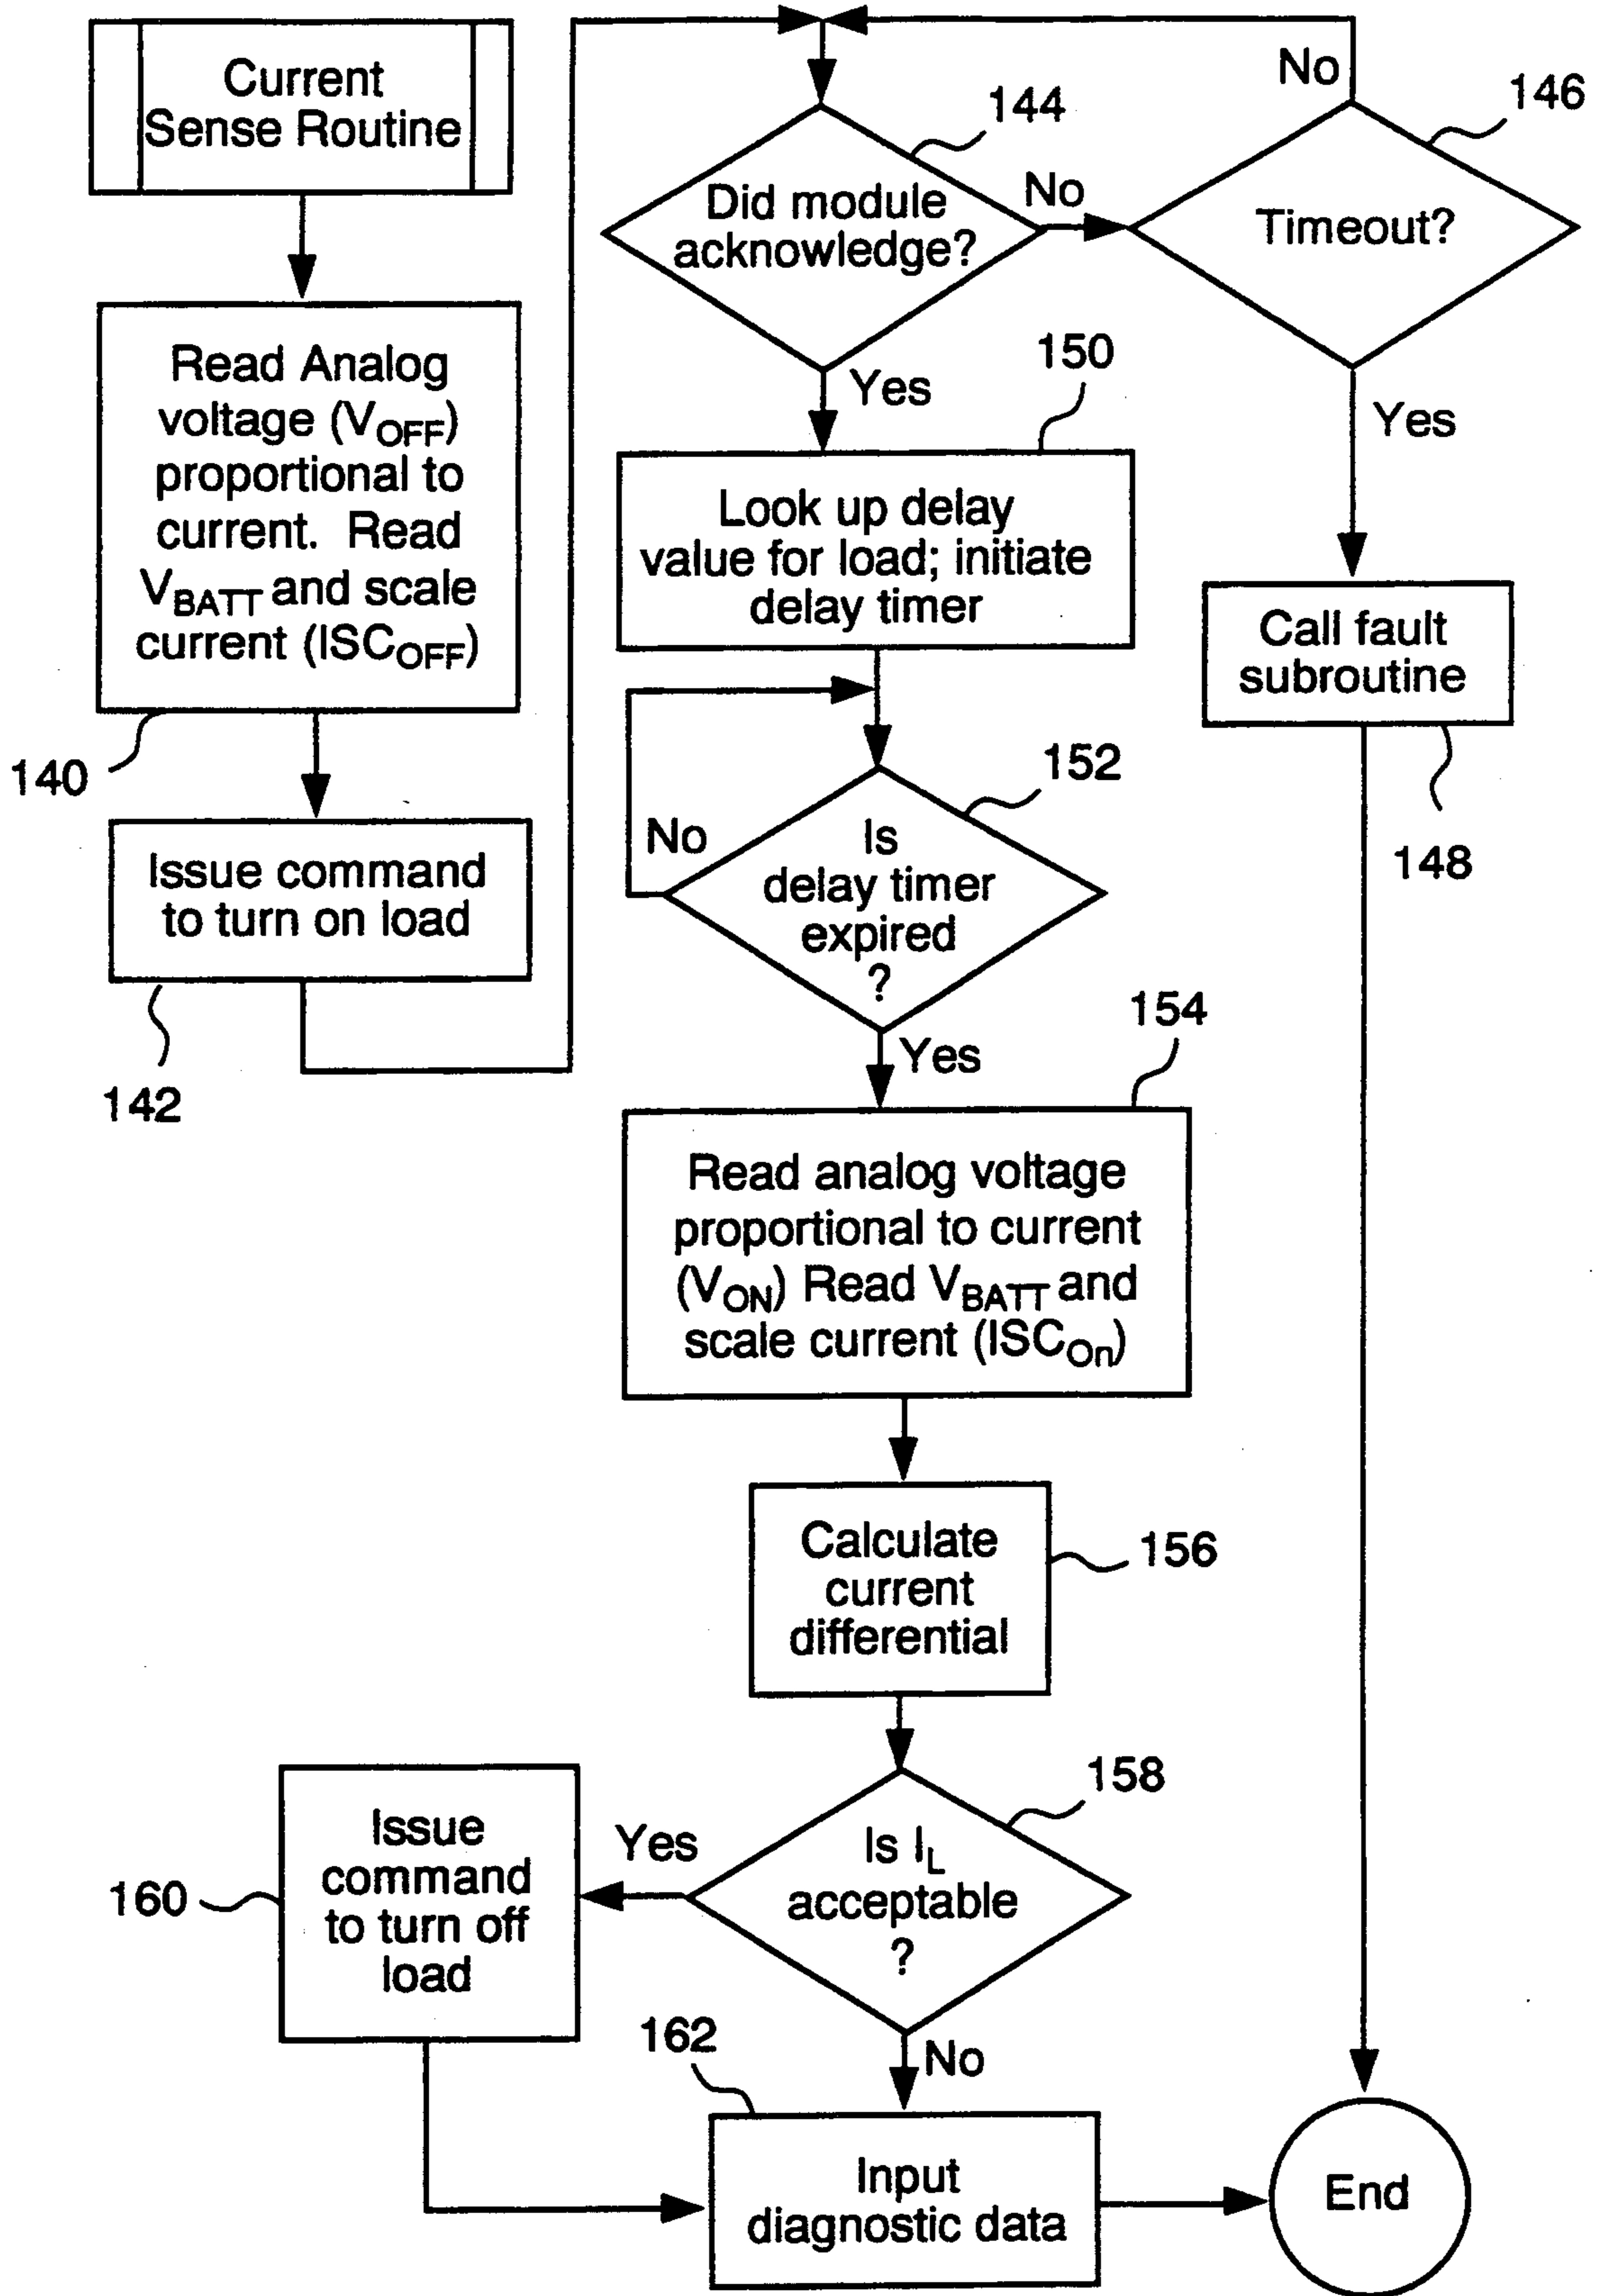 Current
Sense Routine
Read Analog
voltage (VOFF)
proportional to
current. Read
VBATT and scale
current (ISCOFF)
140
Issue command
to turn on load
142
144
Did module
acknowledge?
No
Yes
146
Timeout?
No
Yes
Call fault
subroutine
148
150
Look up delay
value for load; initiate
delay timer
152
Is
delay timer
expired
?
No
Yes
154
Read analog voltage
proportional to current
(VON) Read VBATT and
scale current (ISCOn)
Calculate
current
differential
156
158
Is IL
acceptable
?
Yes
No
160
Issue
command
to turn off
load
162
Input
diagnostic data
End